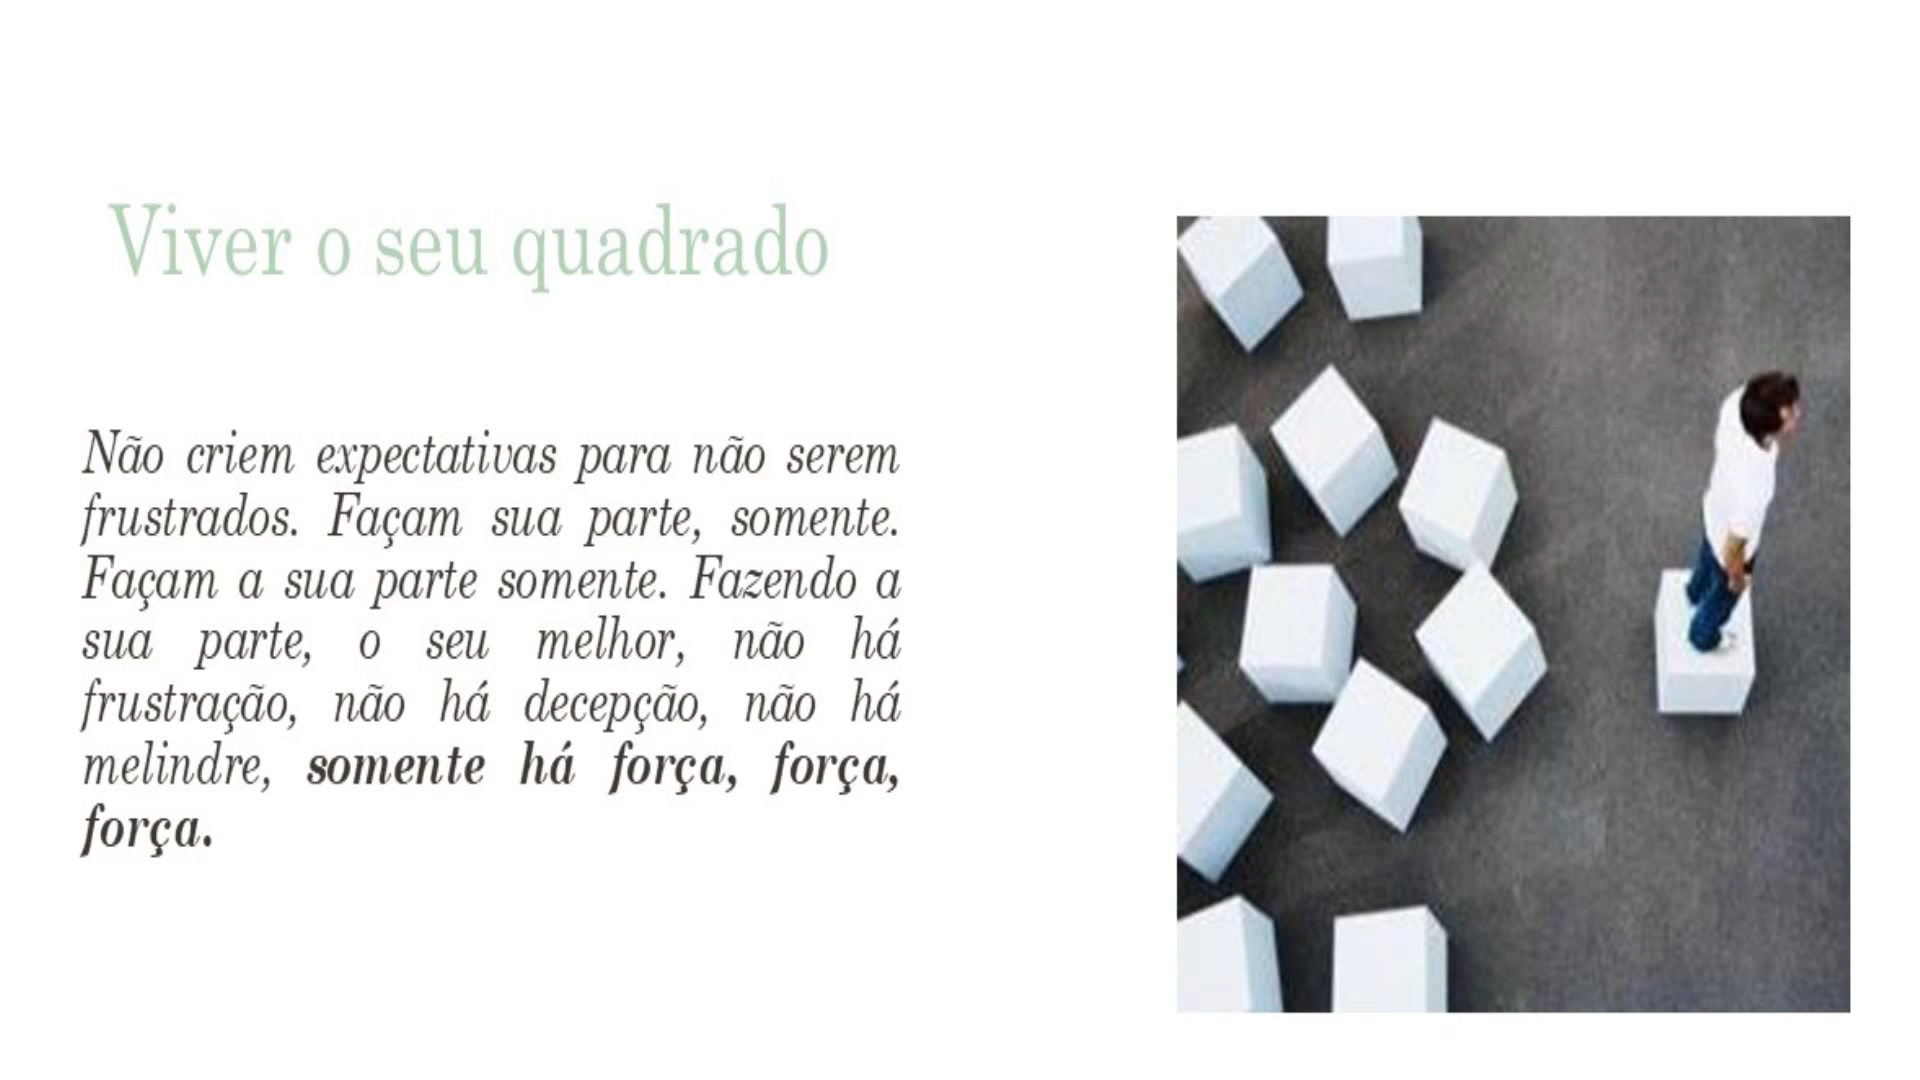 Viver o seu quadrado
Não criem expectativas para não serem
frustrados. Façam sua parte, somente.
Façam a sua parte somente. Fazendo a
sua parte, o seu melhor, não há
frustração, não há decepção, não há
melindre, somente há força, força,
força.